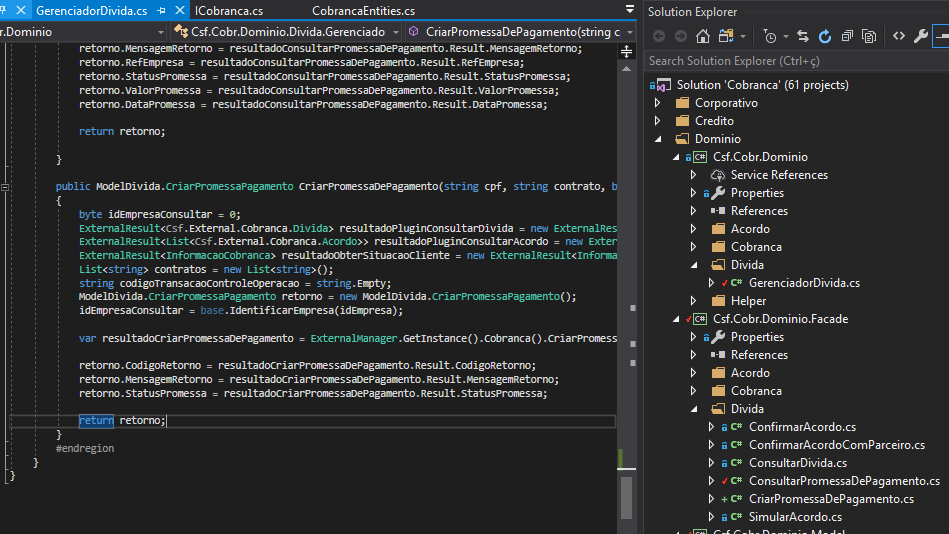 GerenciadorDivida.cs
ICobranca.cs
CobrancaEntities.cs
r.Dominio
Csf.Cobr.Dominio.Divida.Gerenciado
CriarPromessaDePagamento(string c
retorno.MensagemRetorno = resultadoConsultarPromessaDePagamento.Result.MensagemRetorno;
retorno.RefEmpresa = resultadoConsultarPromessaDePagamento.Result.RefEmpresa;
retorno.StatusPromessa = resultadoConsultarPromessaDePagamento.Result.StatusPromessa;
retorno.ValorPromessa = resultadoConsultarPromessaDePagamento.Result.ValorPromessa;
retorno.DataPromessa = resultadoConsultarPromessaDePagamento.Result.DataPromessa;
return retorno;
}
public ModelDivida.CriarPromessaPagamento CriarPromessaDePagamento(string cpf, string contrato, b
{
byte idEmpresaConsultar = 0;
ExternalResult<Csf.External.Cobranca.Divida> resultadoPluginConsultarDivida = new ExternalRes
ExternalResult<List<Csf.External.Cobranca.Acordo>> resultadoPluginConsultarAcordo = new Exter
ExternalResult<InformacaoCobranca> resultadoObterSituacaoCliente = new ExternalResult<Informa
List<string> contratos = new List<string>();
string codigoTransacaoControleOperacao = string.Empty;
ModelDivida.CriarPromessaPagamento retorno = new ModelDivida.CriarPromessaPagamento();
idEmpresaConsultar = base.IdentificarEmpresa(idEmpresa);
var resultadoCriarPromessaDePagamento = ExternalManager.GetInstance().Cobranca().CriarPromess
retorno.CodigoRetorno = resultadoCriarPromessaDePagamento.Result.CodigoRetorno;
retorno.MensagemRetorno = resultadoCriarPromessaDePagamento.Result.MensagemRetorno;
retorno.StatusPromessa = resultadoCriarPromessaDePagamento.Result.StatusPromessa;
return retorno;
}
#endregion
}
}
Solution Explorer
Search Solution Explorer (Ctrl+ç)
Solution 'Cobranca' (61 projects)
Corporativo
Credito
Dominio
C# Csf.Cobr.Dominio
Service References
Properties
References
Acordo
Cobranca
Divida
C# GerenciadorDivida.cs
Helper
C# Csf.Cobr.Dominio.Facade
Properties
References
Acordo
Cobranca
Divida
C# ConfirmarAcordo.cs
C# ConfirmarAcordoComParceiro.cs
C# ConsultarDivida.cs
C# ConsultarPromessaDePagamento.cs
C# CriarPromessaDePagamento.cs
C# SimularAcordo.cs
Csf.Cobr.Dominio.Model